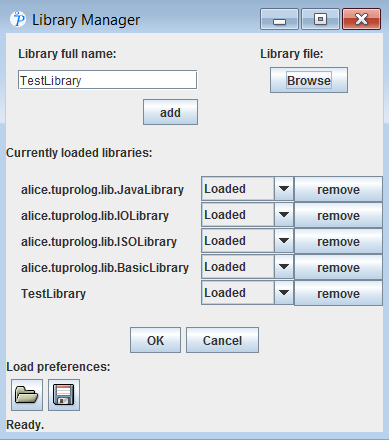 Library Manager
Library full name: Library file:
TestLibrary Browse
add
Currently loaded libraries:
alice.tuprolog.lib.JavaLibrary Loaded remove
alice.tuprolog.lib.IOLibrary Loaded remove
alice.tuprolog.lib.ISOLibrary Loaded remove
alice.tuprolog.lib.BasicLibrary Loaded remove
TestLibrary Loaded remove
OK Cancel
Load preferences:
Ready.